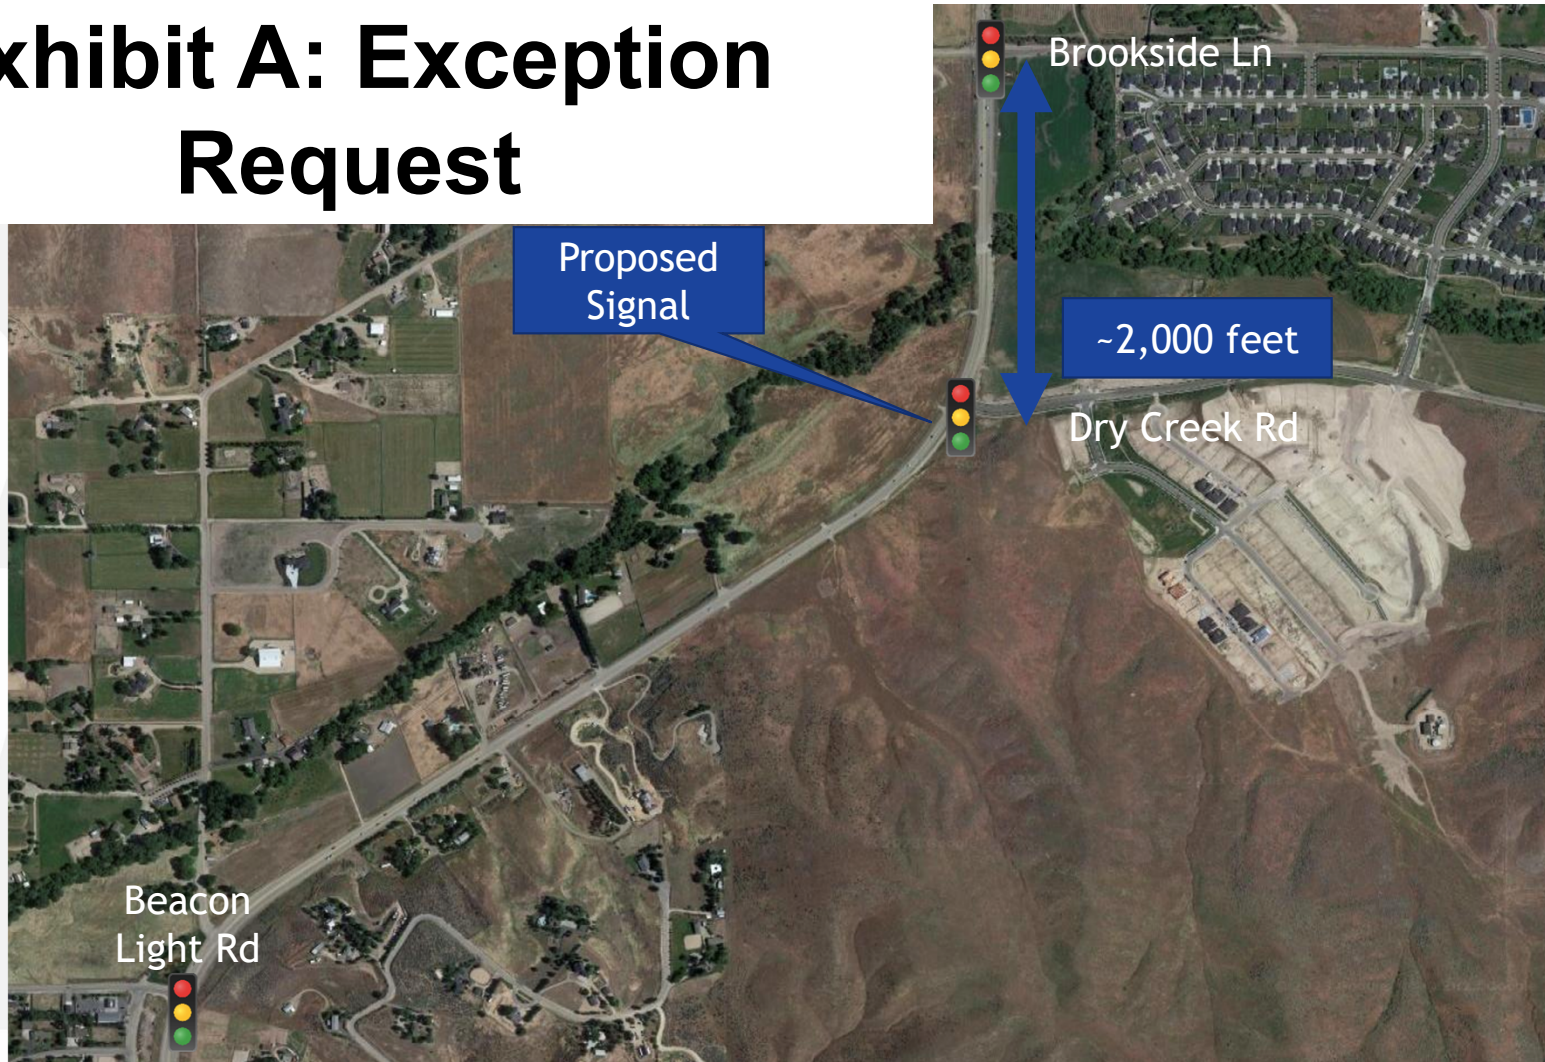 xhibit A: Exception
Request
Brookside Ln
Proposed
Signal
~2,000 feet
Dry Creek Rd
Beacon
Light Rd